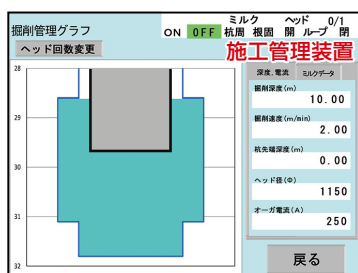 掘削管理グラフ
ON OFF
ミルク
杭周 根固
ヘッド 0/1
開 ループ 閉
ヘッド回数変更
施工管理装置
深度、電流 ミルクデータ
掘削深度(m)
10.00
掘削速度(m/min)
2.00
杭先端深度(m)
0.00
ヘッド径(Φ)
1150
オーガ電流(A)
250
戻る
28
29
30
31
32